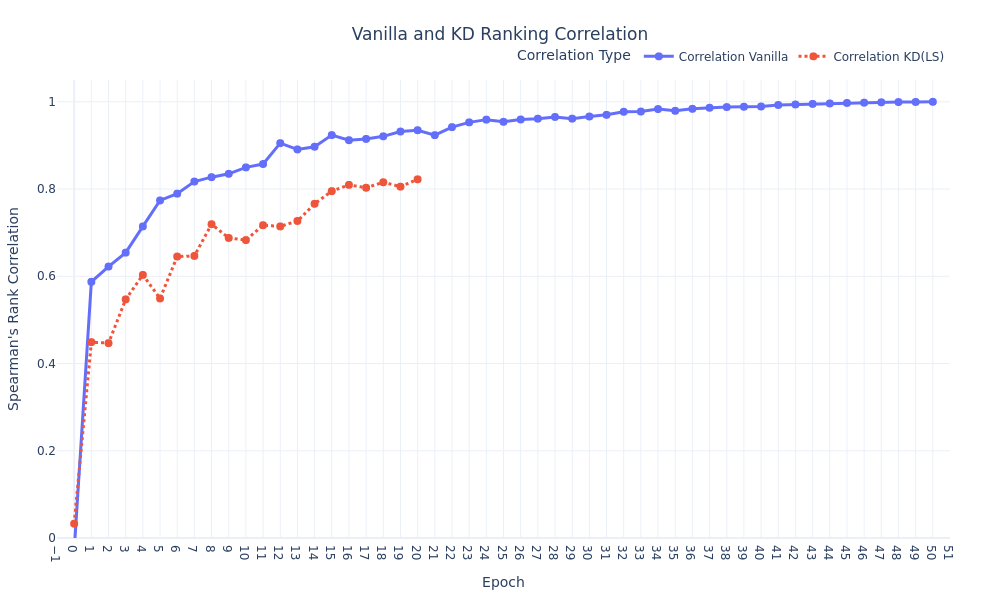 Vanilla and KD Ranking Correlation
Correlation Type Correlation Vanilla Correlation KD(LS)
Spearman's Rank Correlation
1
0.8
0.6
0.4
0.2
0
−1 0 1 2 3 4 5 6 7 8 9 10 11 12 13 14 15 16 17 18 19 20 21 22 23 24 25 26 27 28 29 30 31 32 33 34 35 36 37 38 39 40 41 42 43 44 45 46 47 48 49 50 51
Epoch